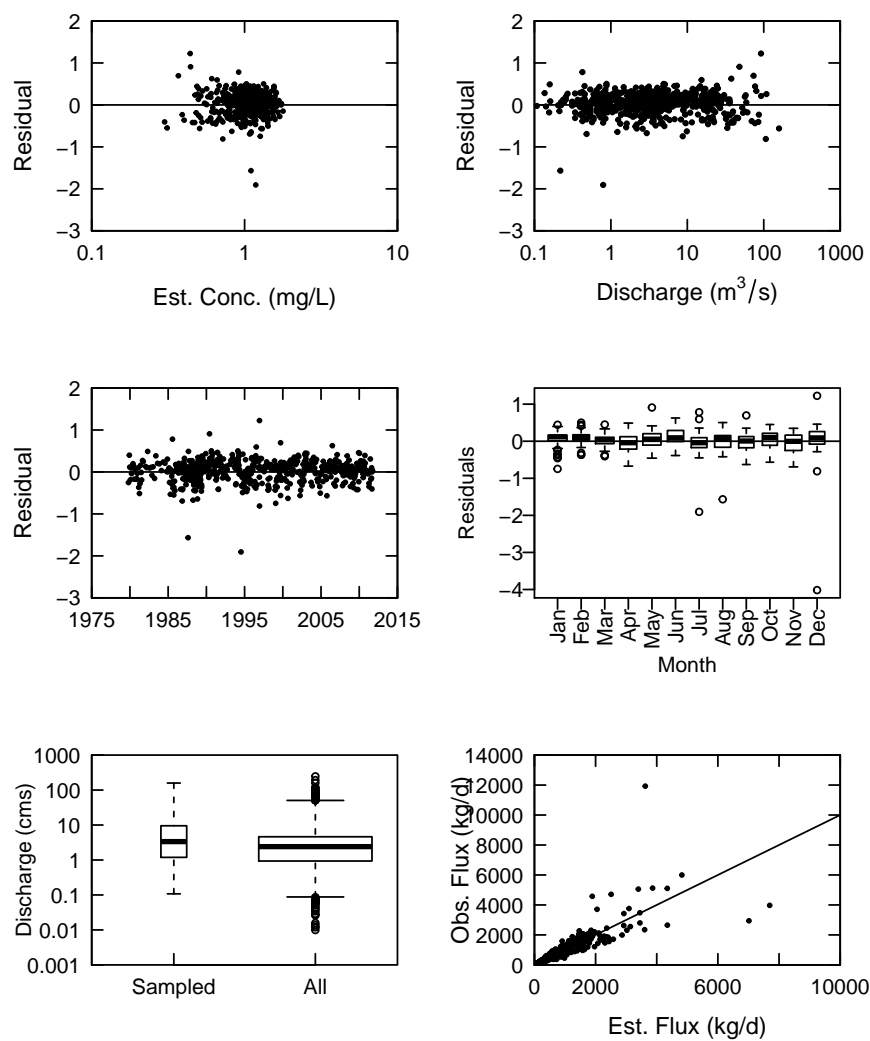 2
1
0
−1
−2
−3
Residual
0.1 1 10
Est. Conc. (mg/L)
2
1
0
−1
−2
−3
Residual
0.1 1 10 100 1000
Discharge (m3/s)
2
1
0
−1
−2
−3
Residual
1975 1985 1995 2005 2015
1
0
−1
−2
−3
−4
Residuals
Jan Feb Mar Apr May Jun Jul Aug Sep Oct Nov Dec
Month
1000
100
10
1
0.1
0.01
0.001
Discharge (cms)
Sampled All
14000
12000
10000
8000
6000
4000
2000
0
Obs. Flux (kg/d)
0 2000 6000 10000
Est. Flux (kg/d)